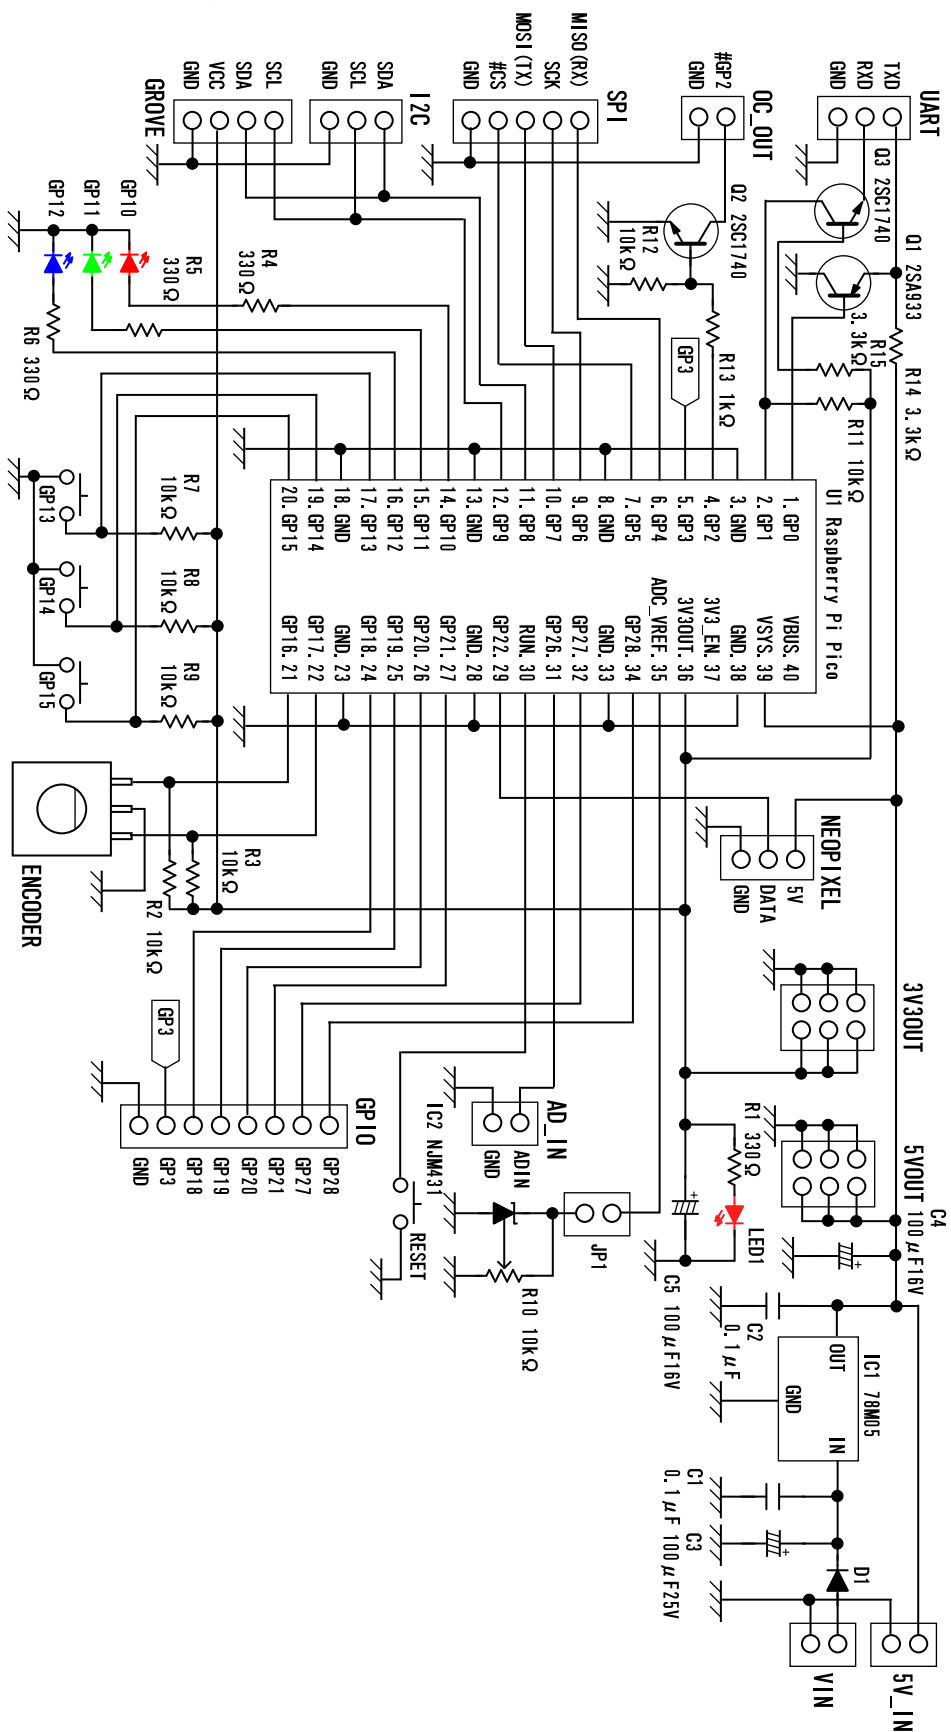 UART
TXD
RXD
GND
Q3 2SC1740
Q1 2SA933
R15
3.3kΩ
R14 3.3kΩ
R11 10kΩ
OC_OUT
#GP2
GND
Q2 2SC1740
R12
10kΩ
R13 1kΩ
GP3
SPI
MISO(RX)
SCK
MOSI(TX)
#CS
GND
I2C
SDA
SCL
GND
GROVE
SCL
SDA
VCC
GND
GP10
GP11
GP12
R4
330Ω
R5
330Ω
R6 330Ω
U1 Raspberry Pi Pico
1.GP0
2.GP1
3.GND
4.GP2
5.GP3
6.GP4
7.GP5
8.GND
9.GP6
10.GP7
11.GP8
12.GP9
13.GND
14.GP10
15.GP11
16.GP12
17.GP13
18.GND
19.GP14
20.GP15
VBUS.40
VSYS.39
GND.38
3V3_EN.37
3V3OUT.36
ADC_VREF.35
GP28.34
GND.33
GP27.32
GP26.31
RUN.30
GP22.29
GND.28
GP21.27
GP20.26
GP19.25
GP18.24
GND.23
GP17.22
GP16.21
R7
10kΩ
GP13
R8
10kΩ
GP14
R9
10kΩ
GP15
ENCODER
R3
10kΩ
R2 10kΩ
NEOPIXEL
5V
DATA
GND
3V3OUT
5VOUT
GP3
GPIO
GP28
GP27
GP21
GP20
GP19
GP18
GP3
GND
AD_IN
ADIN
GND
IC2 NJM431
RESET
R10 10kΩ
JP1
R1 330Ω
LED1
C5 100μF16V
C4
100μF16V
C2
0.1μF
IC1 78M05
OUT
GND
IN
C1
0.1μF
C3
100μF25V
D1
VIN
5V_IN